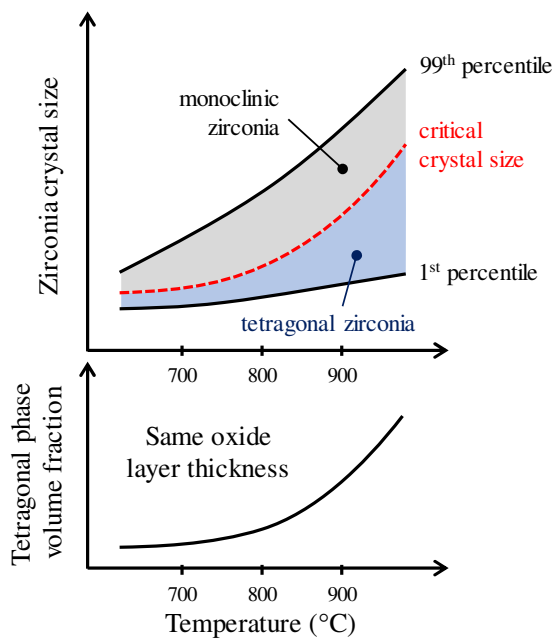 99th percentile
monoclinic
zirconia
critical
crystal size
Zirconia crystal size
1st percentile
tetragonal zirconia
700
800
900
Same oxide
layer thickness
Tetragonal phase
volume fraction
700
800
900
Temperature (°C)